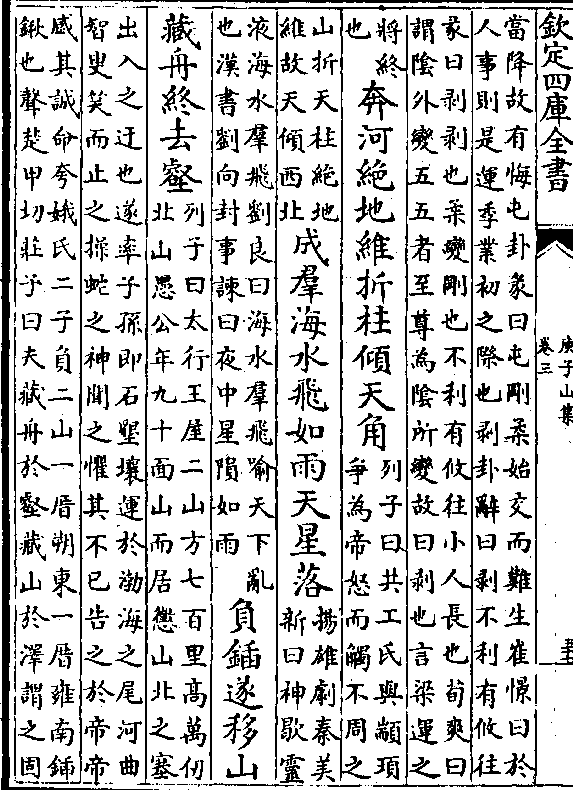 欽定四庫全書
庚子山集
卷三
當降故有悔屯卦彖曰屯剛柔始交而難生崔憬曰於
人事則是運季業初之際也剝卦辭曰剝不利有攸往
彖曰剝剝也柔變剛也不利有攸往小人長也荀爽曰
謂陰外變五五者至尊為陰所變故曰剝也言梁運之
將終
也
奔河絶地維折柱傾天角
列子曰共工氏與顓頊
爭為帝怒而觸不周之
山折天柱絶地
維故天傾西北
成羣海水飛如雨天星落
揚雄劇秦美
新曰神歇靈
液海水羣飛劉良曰海水羣飛喻天下亂
也漢書劉向封事諫曰夜中星隕如雨
負鍤遂移山
藏舟終去壑
列子曰太行王屋二山方七百里高萬仞
北山愚公年九十面山而居懲山北之塞
出入之迂也遂率子孫即石墾壤運於渤海之尾河曲
智叟笑而止之操蛇之神聞之懼其不已告之於帝帝
感其誠命夸娥氏二子負二山一厝朔東一厝雍南鍤
鍬也聲楚甲切莊子曰夫藏舟於壑藏山於澤謂之固